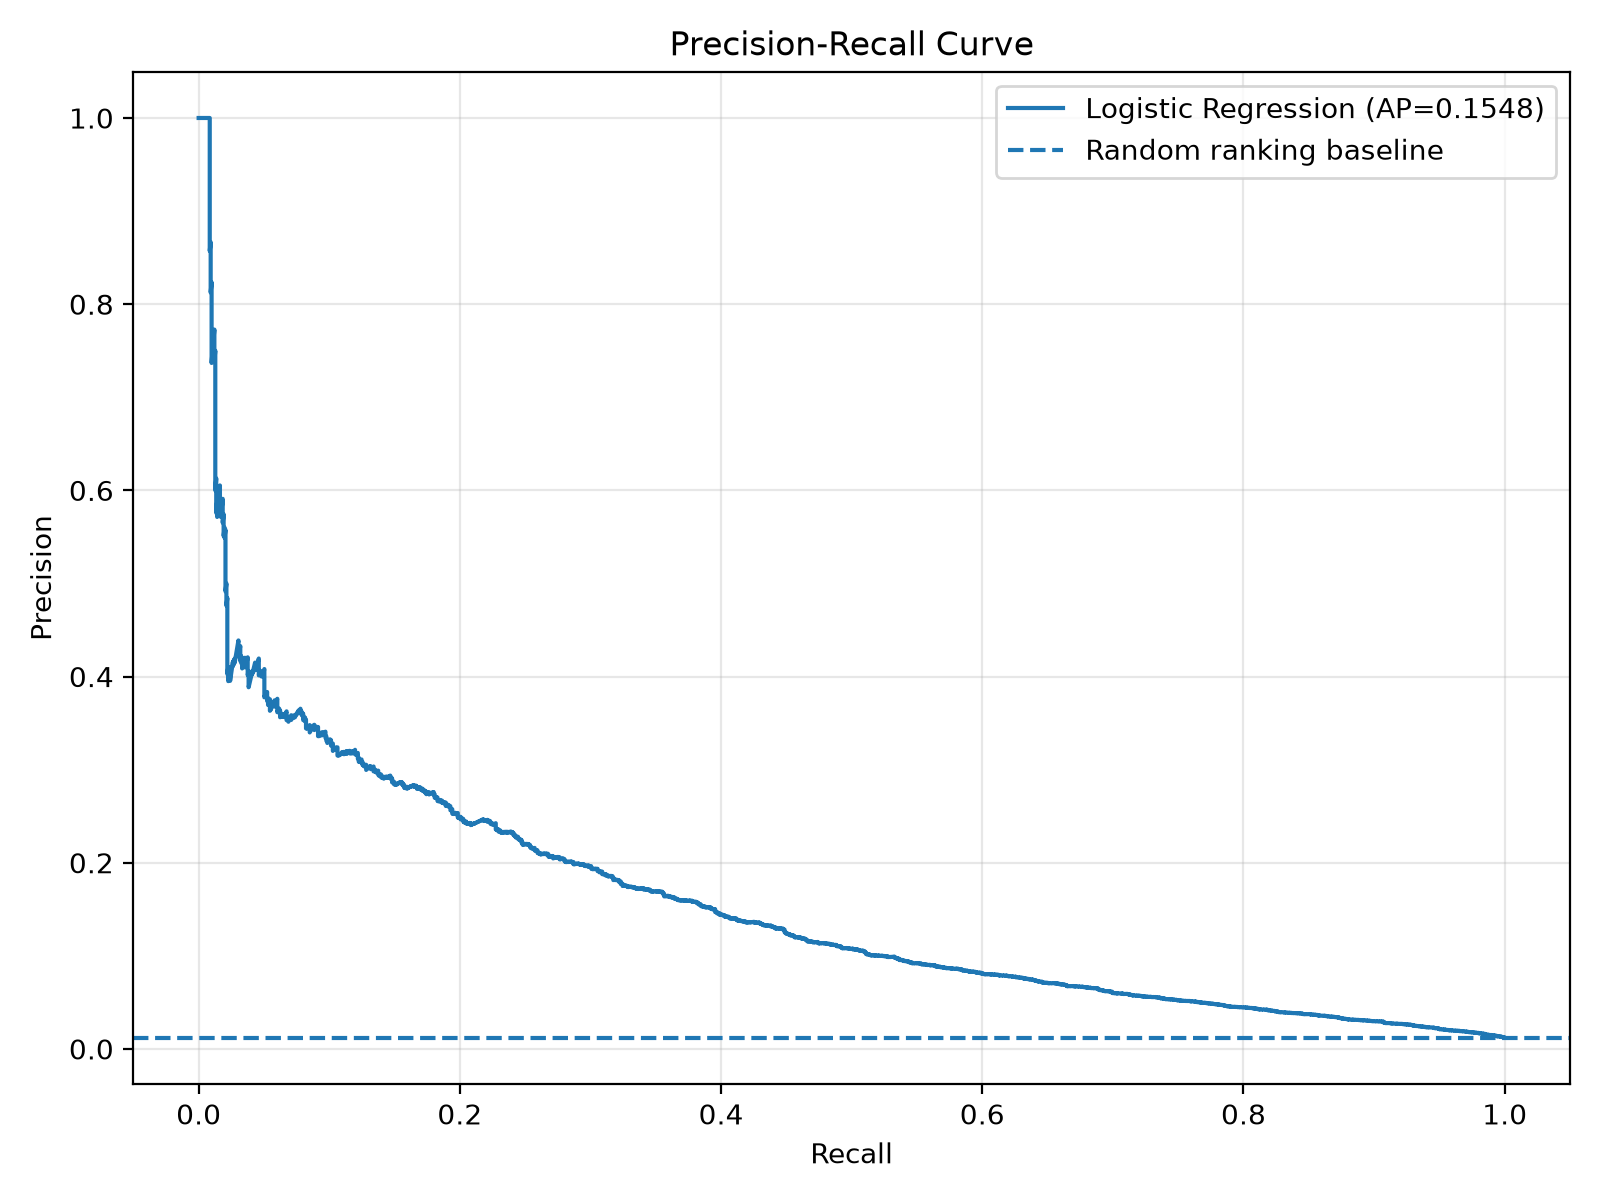 Precision-Recall Curve
Logistic Regression (AP=0.1548)
Random ranking baseline
Precision
1.0
0.8
0.6
0.4
0.2
0.0
0.0 0.2 0.4 0.6 0.8 1.0
Recall